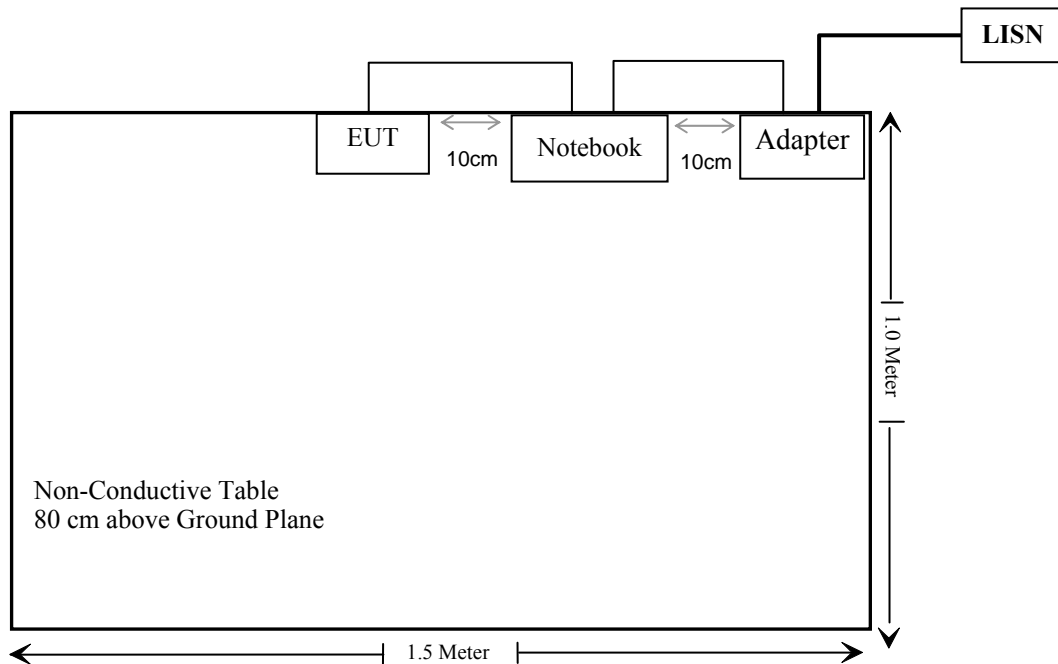 LISN
EUT
10cm
Notebook
10cm
Adapter
1.0 Meter
Non-Conductive Table
80 cm above Ground Plane
1.5 Meter